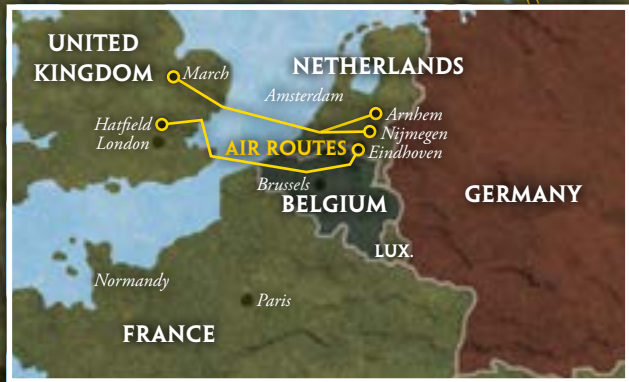 UNITED
KINGDOM
March
NETHERLANDS
Amsterdam
Arnhem
Hatfield
Nijmegen
London
AIR ROUTES
Eindhoven
Brussels
BELGIUM
GERMANY
LUX.
Normandy
Paris
FRANCE